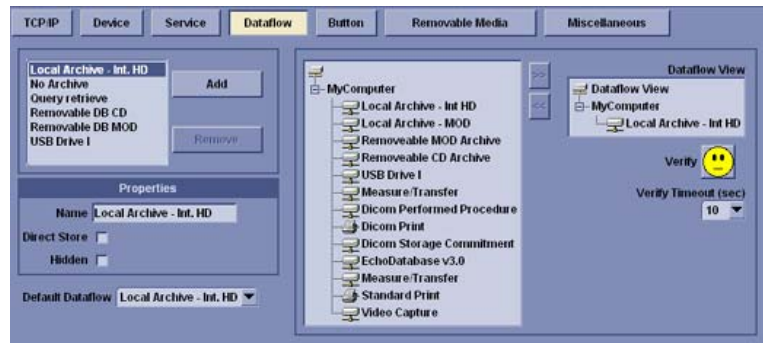 TCP/IP Device Service Dataflow Button Removable Media Miscellaneous
Local Archive - Int. HD
No Archive
Query retrieve
Removable DB CD
Removable DB MOD
USB Drive I
Add
Remove
Properties
Name Local Archive - Int. HD
Direct Store
Hidden
Default Dataflow Local Archive - Int. HD
MyComputer
Local Archive - Int HD
Local Archive - MOD
Removeable MOD Archive
Removeable CD Archive
USB Drive I
Measure/Transfer
Dicom Performed Procedure
Dicom Print
Dicom Storage Commitment
EchoDatabase v3.0
Measure/Transfer
Standard Print
Video Capture
>>
<<
Dataflow View
Dataflow View
MyComputer
Local Archive - Int HD
Verify
Verify Timeout (sec)
10